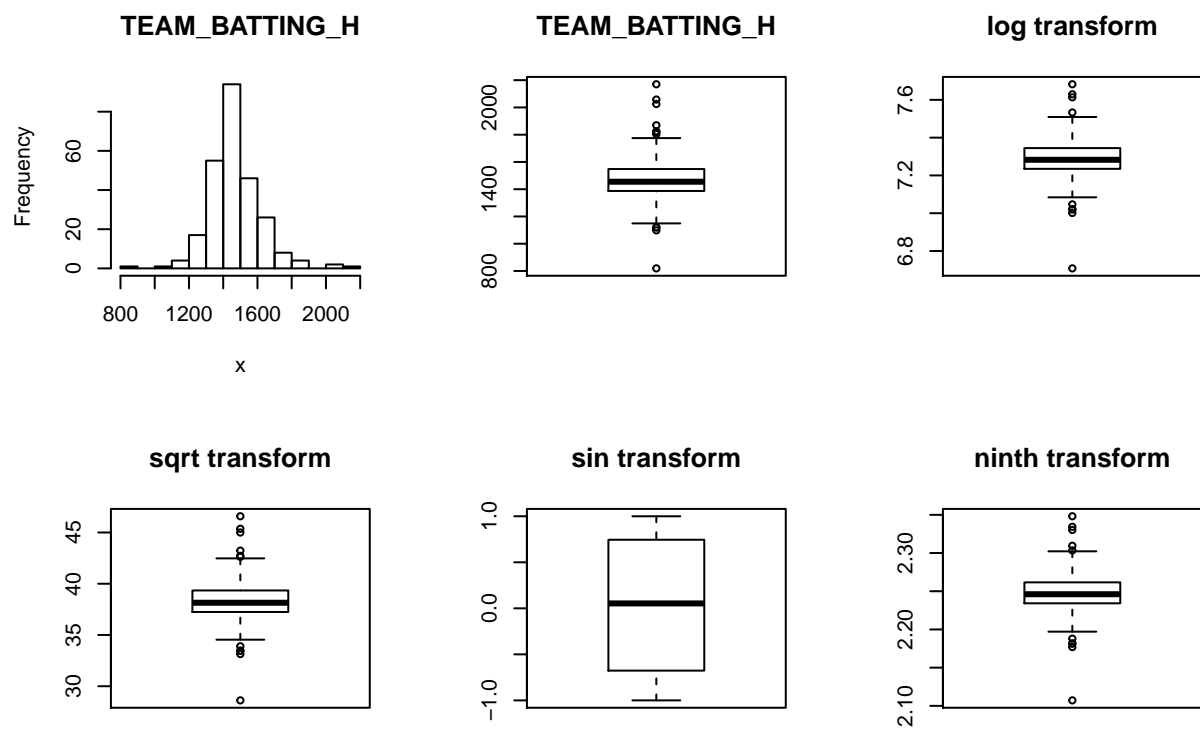 TEAM_BATTING_H
Frequency
0 20 60
800 1200 1600 2000
x
TEAM_BATTING_H
800 1400 2000
log transform
6.8 7.2 7.6
sqrt transform
30 35 40 45
sin transform
−1.0 0.0 1.0
ninth transform
2.10 2.20 2.30